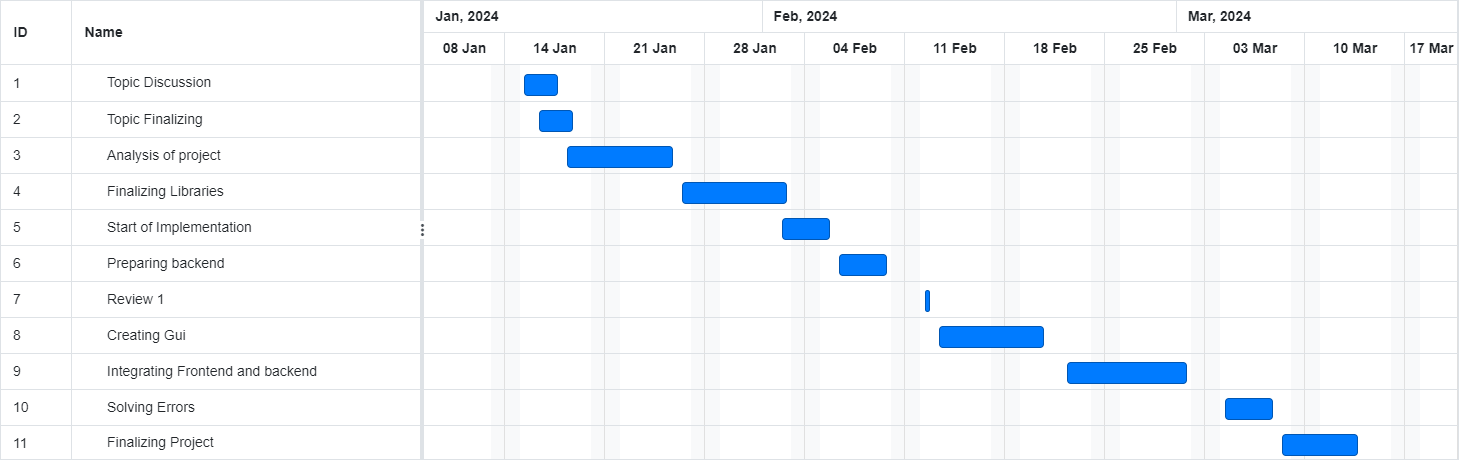 ID Name Jan, 2024 Feb, 2024 Mar, 2024
08 Jan 14 Jan 21 Jan 28 Jan 04 Feb 11 Feb 18 Feb 25 Feb 03 Mar 10 Mar 17 Mar
1 Topic Discussion
2 Topic Finalizing
3 Analysis of project
4 Finalizing Libraries
5 Start of Implementation
6 Preparing backend
7 Review 1
8 Creating Gui
9 Integrating Frontend and backend
10 Solving Errors
11 Finalizing Project